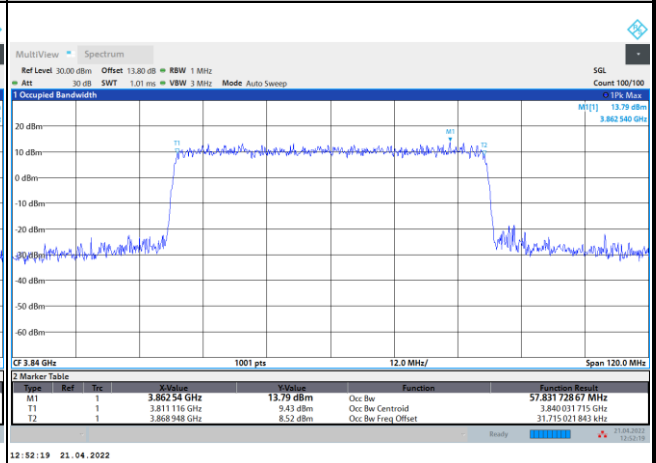 MultiView Spectrum
Ref Level 30.00 dBm Offset 13.80 dB RBW 1 MHz SGL
Att 30 dB SWT 1.01 ms VBW 3 MHz Mode Auto Sweep Count 100/100
1 Occupied Bandwidth 1Pk Max
M1[1] 13.79 dBm
3.862 540 GHz
M1
T1 T2
20 dBm
10 dBm
0 dBm
-10 dBm
-20 dBm
-30 dBm
-40 dBm
-50 dBm
-60 dBm
CF 3.84 GHz 1001 pts 12.0 MHz/ Span 120.0 MHz
2 Marker Table
Type Ref Trc X-Value Y-Value Function Function Result
M1 1 3.862 54 GHz 13.79 dBm Occ Bw 57.831 728 67 MHz
T1 1 3.811 116 GHz 9.43 dBm Occ Bw Centroid 3.840 031 715 GHz
T2 1 3.868 948 GHz 8.52 dBm Occ Bw Freq Offset 31.715 021 843 kHz
Ready 21.04.2022
12:52:19
12:52:19 21.04.2022